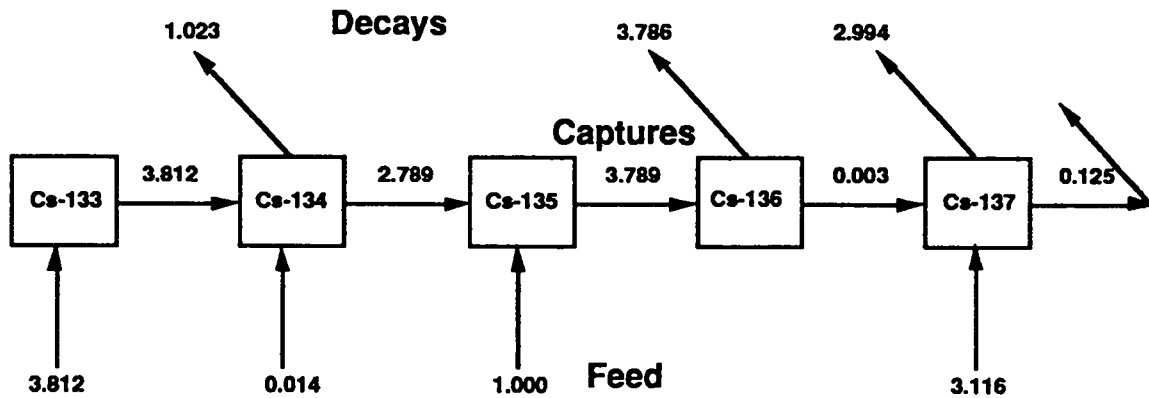 Decays
1.023
3.786
2.994
Captures
3.812
2.789
3.789
0.003
0.125
Cs-133
Cs-134
Cs-135
Cs-136
Cs-137
3.812
0.014
1.000
Feed
3.116